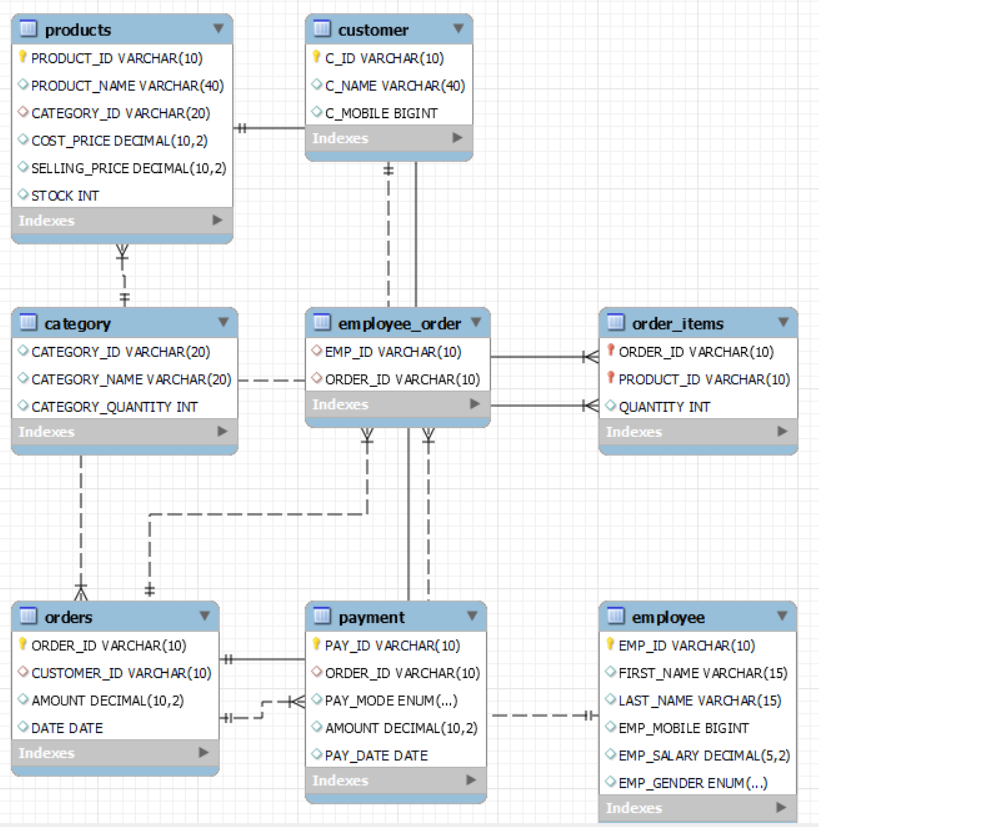 products
PRODUCT_ID VARCHAR(10)
PRODUCT_NAME VARCHAR(40)
CATEGORY_ID VARCHAR(20)
COST_PRICE DECIMAL(10,2)
SELLING_PRICE DECIMAL(10,2)
STOCK INT
Indexes
customer
C_ID VARCHAR(10)
C_NAME VARCHAR(40)
C_MOBILE BIGINT
Indexes
category
CATEGORY_ID VARCHAR(20)
CATEGORY_NAME VARCHAR(20)
CATEGORY_QUANTITY INT
Indexes
employee_order
EMP_ID VARCHAR(10)
ORDER_ID VARCHAR(10)
Indexes
order_items
ORDER_ID VARCHAR(10)
PRODUCT_ID VARCHAR(10)
QUANTITY INT
Indexes
orders
ORDER_ID VARCHAR(10)
CUSTOMER_ID VARCHAR(10)
AMOUNT DECIMAL(10,2)
DATE DATE
Indexes
payment
PAY_ID VARCHAR(10)
ORDER_ID VARCHAR(10)
PAY_MODE ENUM(...)
AMOUNT DECIMAL(10,2)
PAY_DATE DATE
Indexes
employee
EMP_ID VARCHAR(10)
FIRST_NAME VARCHAR(15)
LAST_NAME VARCHAR(15)
EMP_MOBILE BIGINT
EMP_SALARY DECIMAL(5,2)
EMP_GENDER ENUM(...)
Indexes